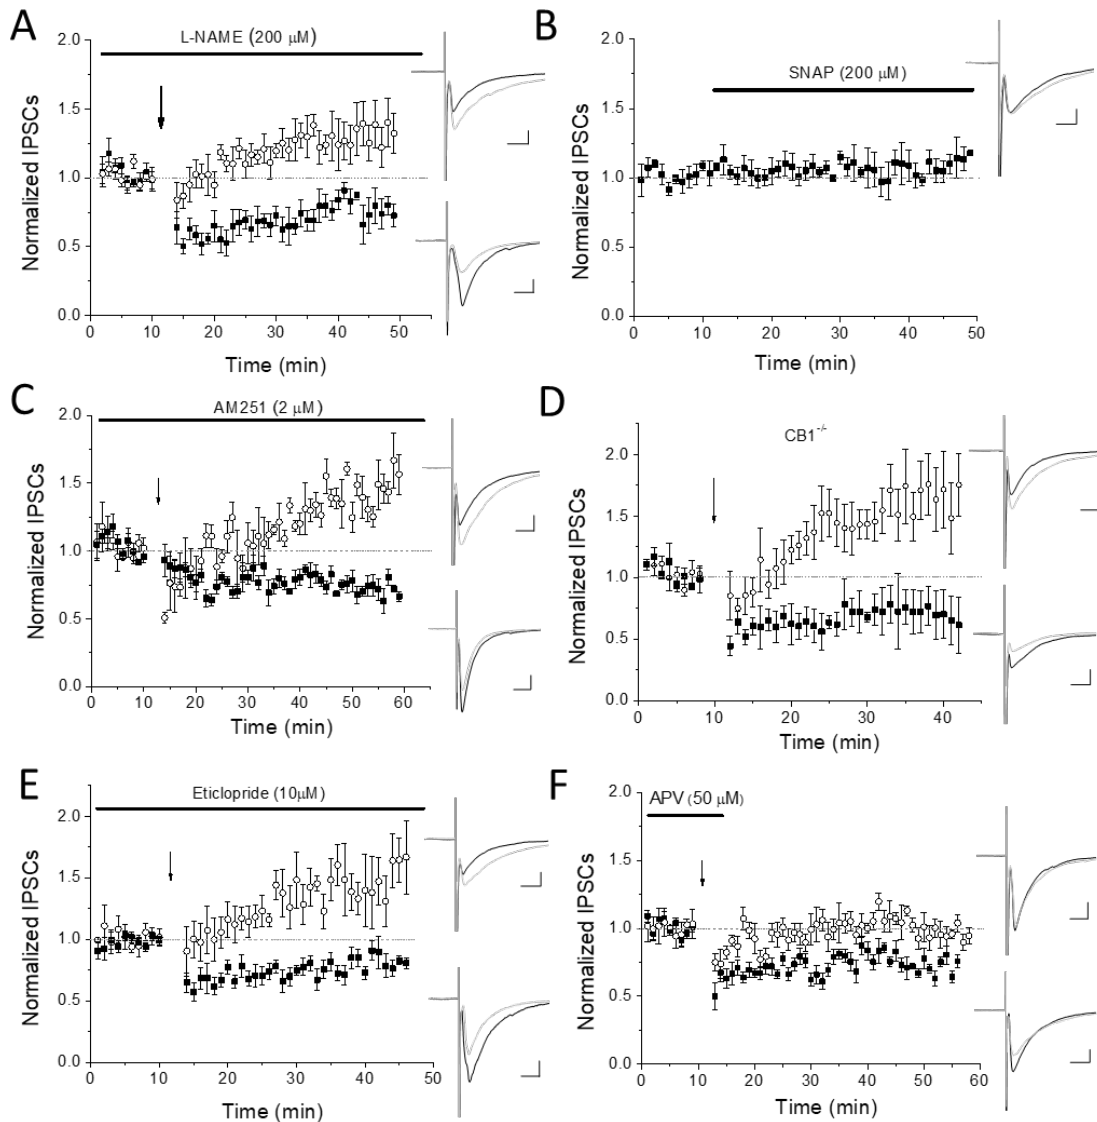 A
L-NAME (200 μM)
Normalized IPSCs
2.0
1.5
1.0
0.5
0.0
0 10 20 30 40 50
Time (min)
B
SNAP (200 μM)
Normalized IPSCs
2.0
1.5
1.0
0.5
0.0
0 10 20 30 40 50
Time (min)
C
AM251 (2 μM)
Normalized IPSCs
2.0
1.5
1.0
0.5
0.0
0 10 20 30 40 50 60
Time (min)
D
CB1-/-
Normalized IPSCs
2.0
1.5
1.0
0.5
0.0
0 10 20 30 40
Time (min)
E
Eticlopride (10μM)
Normalized IPSCs
2.0
1.5
1.0
0.5
0.0
0 10 20 30 40 50
Time (min)
F
APV (50 μM)
Normalized IPSCs
2.0
1.5
1.0
0.5
0.0
0 10 20 30 40 50 60
Time (min)